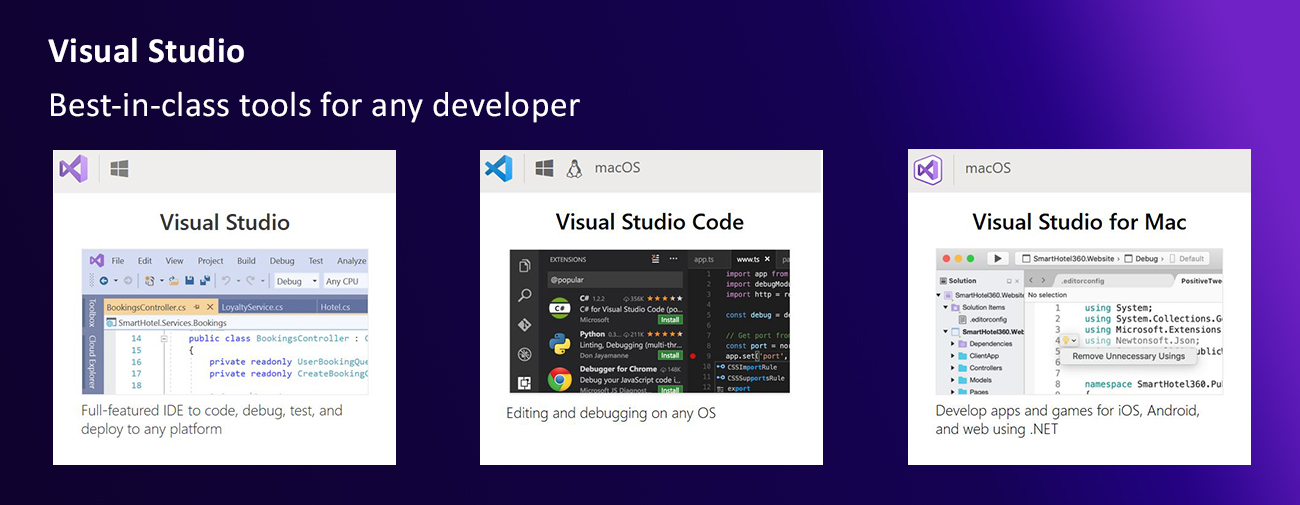 Visual Studio
Best-in-class tools for any developer
Visual Studio
File Edit View Project Build Debug Test Analyze
Debug Any CPU
Toolbox
Cloud Explorer
BookingsController.cs LoyaltyService.cs Hotel.cs
SmartHotel.Services.Bookings
14 public class BookingsController : C
15 {
16 private readonly UserBookingQue
17 private readonly CreateBookingC
18
Full-featured IDE to code, debug, test, and
deploy to any platform
macOS
Visual Studio Code
EXTENSIONS
@popular
C# 1.2.2 356K
C# for Visual Studio Code (po...
Microsoft Install
Python 0.3... 211K
Linting, Debugging (multi-thr...
Don Jayamanne Install
Debugger for Chrome 148K
Debug your JavaScript code i...
Microsoft JS Diagnost Install
app.ts www.ts
1 import app from
2 import debugModu
3 import http = re
4
5 const debug = de
6
7 // Get port from
8 const port = nor
9 app.set('port',
10 CSSImportRule
11 CSSSupportsRule
12 export
Editing and debugging on any OS
macOS
Visual Studio for Mac
SmartHotel360.Website Debug Default
Solution
SmartHotel360.Website
Solution Items
.editorconfig
SmartHotel360.Web
Dependencies
ClientApp
Controllers
Models
Pages
.editorconfig PositiveTwe
No selection
1 using System;
2 using System.Collections.Ge
3 using Microsoft.Extensions
4 using Newtonsoft.Json;
Remove Unnecessary Usings
6
7 namespace SmartHotel360.Pul
8 {
Develop apps and games for iOS, Android,
and web using .NET